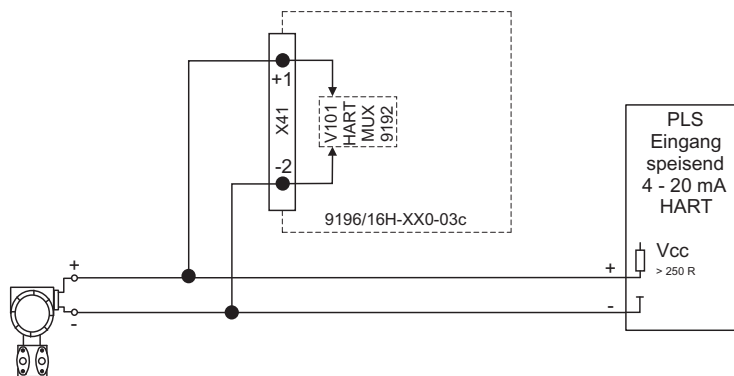 +1
X41
-2
V101
HART
MUX
9192
9196/16H-XX0-03c
PLS
Eingang
speisend
4 - 20 mA
HART
Vcc
> 250 R
+
-
+
-